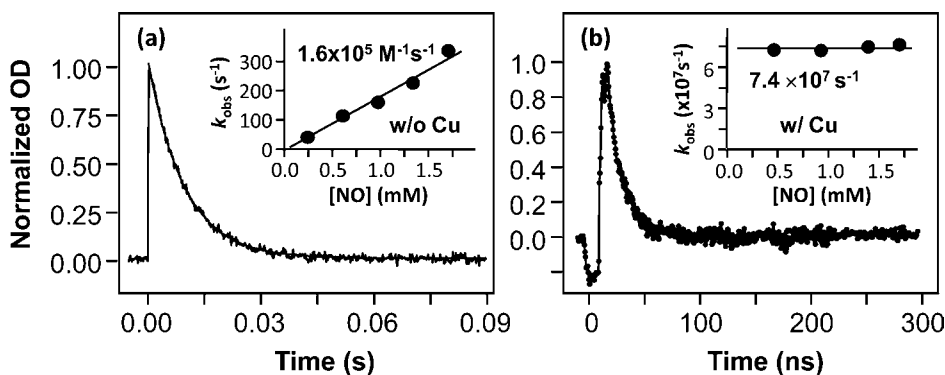 (a)
Normalized OD
1.00
0.75
0.50
0.25
0.00
0.00 0.03 0.06 0.09
Time (s)
1.6x10⁵ M⁻¹s⁻¹
kobs (s⁻¹)
300
200
100
0
w/o Cu
0.0 0.5 1.0 1.5
[NO] (mM)
(b)
1.0
0.8
0.6
0.4
0.2
0.0
0 100 200 300
Time (ns)
kobs (x10⁷s⁻¹)
6
3
0
7.4 ×10⁷ s⁻¹
w/ Cu
0.0 0.5 1.0 1.5
[NO] (mM)